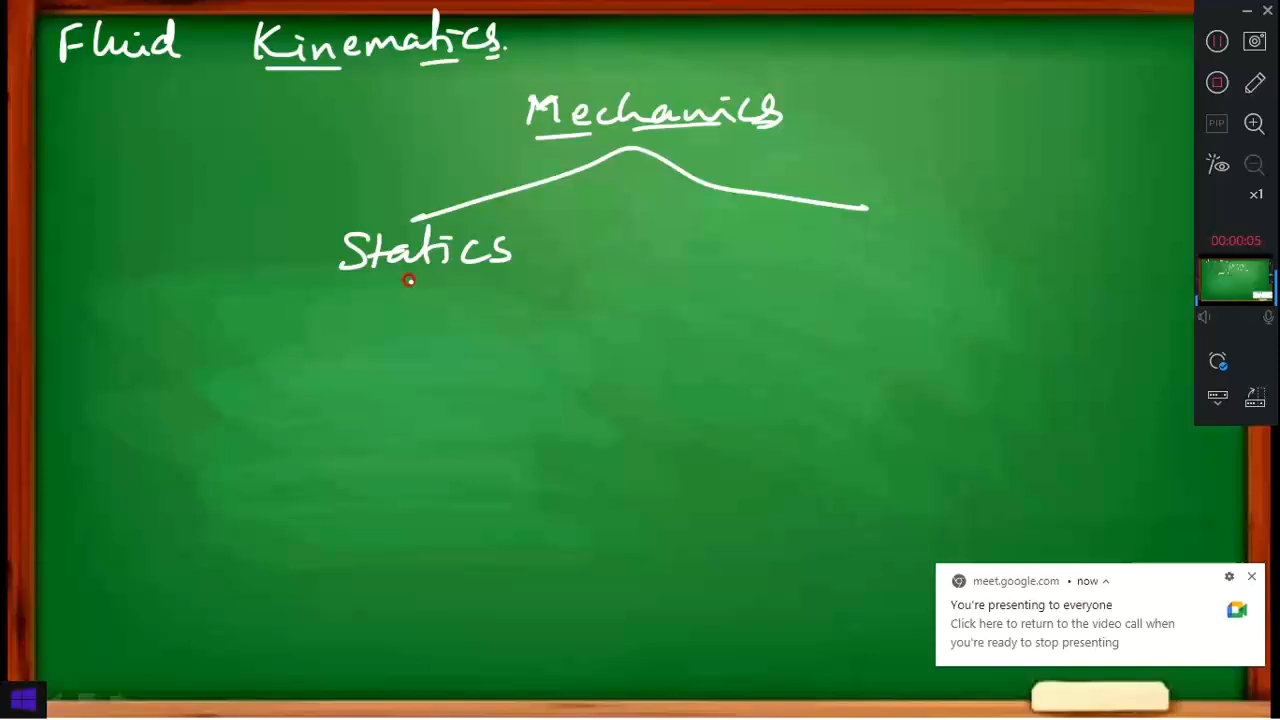 Fluid Kinematics.
Mechanics
Statics
PIP
x1
00:00:05
meet.google.com • now
You're presenting to everyone
Click here to return to the video call when
you're ready to stop presenting